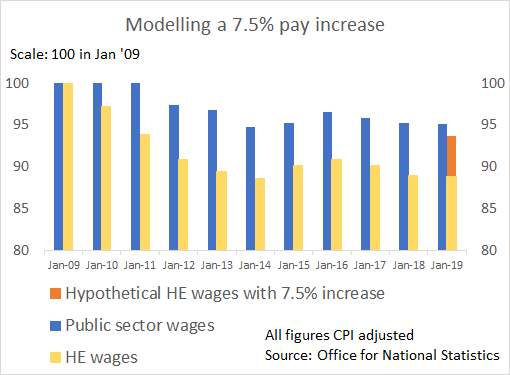 Modelling a 7.5% pay increase
Scale: 100 in Jan '09
100 100
95 95
90 90
85 85
80 80
Jan-09 Jan-10 Jan-11 Jan-12 Jan-13 Jan-14 Jan-15 Jan-16 Jan-17 Jan-18 Jan-19
Hypothetical HE wages with 7.5% increase
Public sector wages
HE wages
All figures CPI adjusted
Source: Office for National Statistics